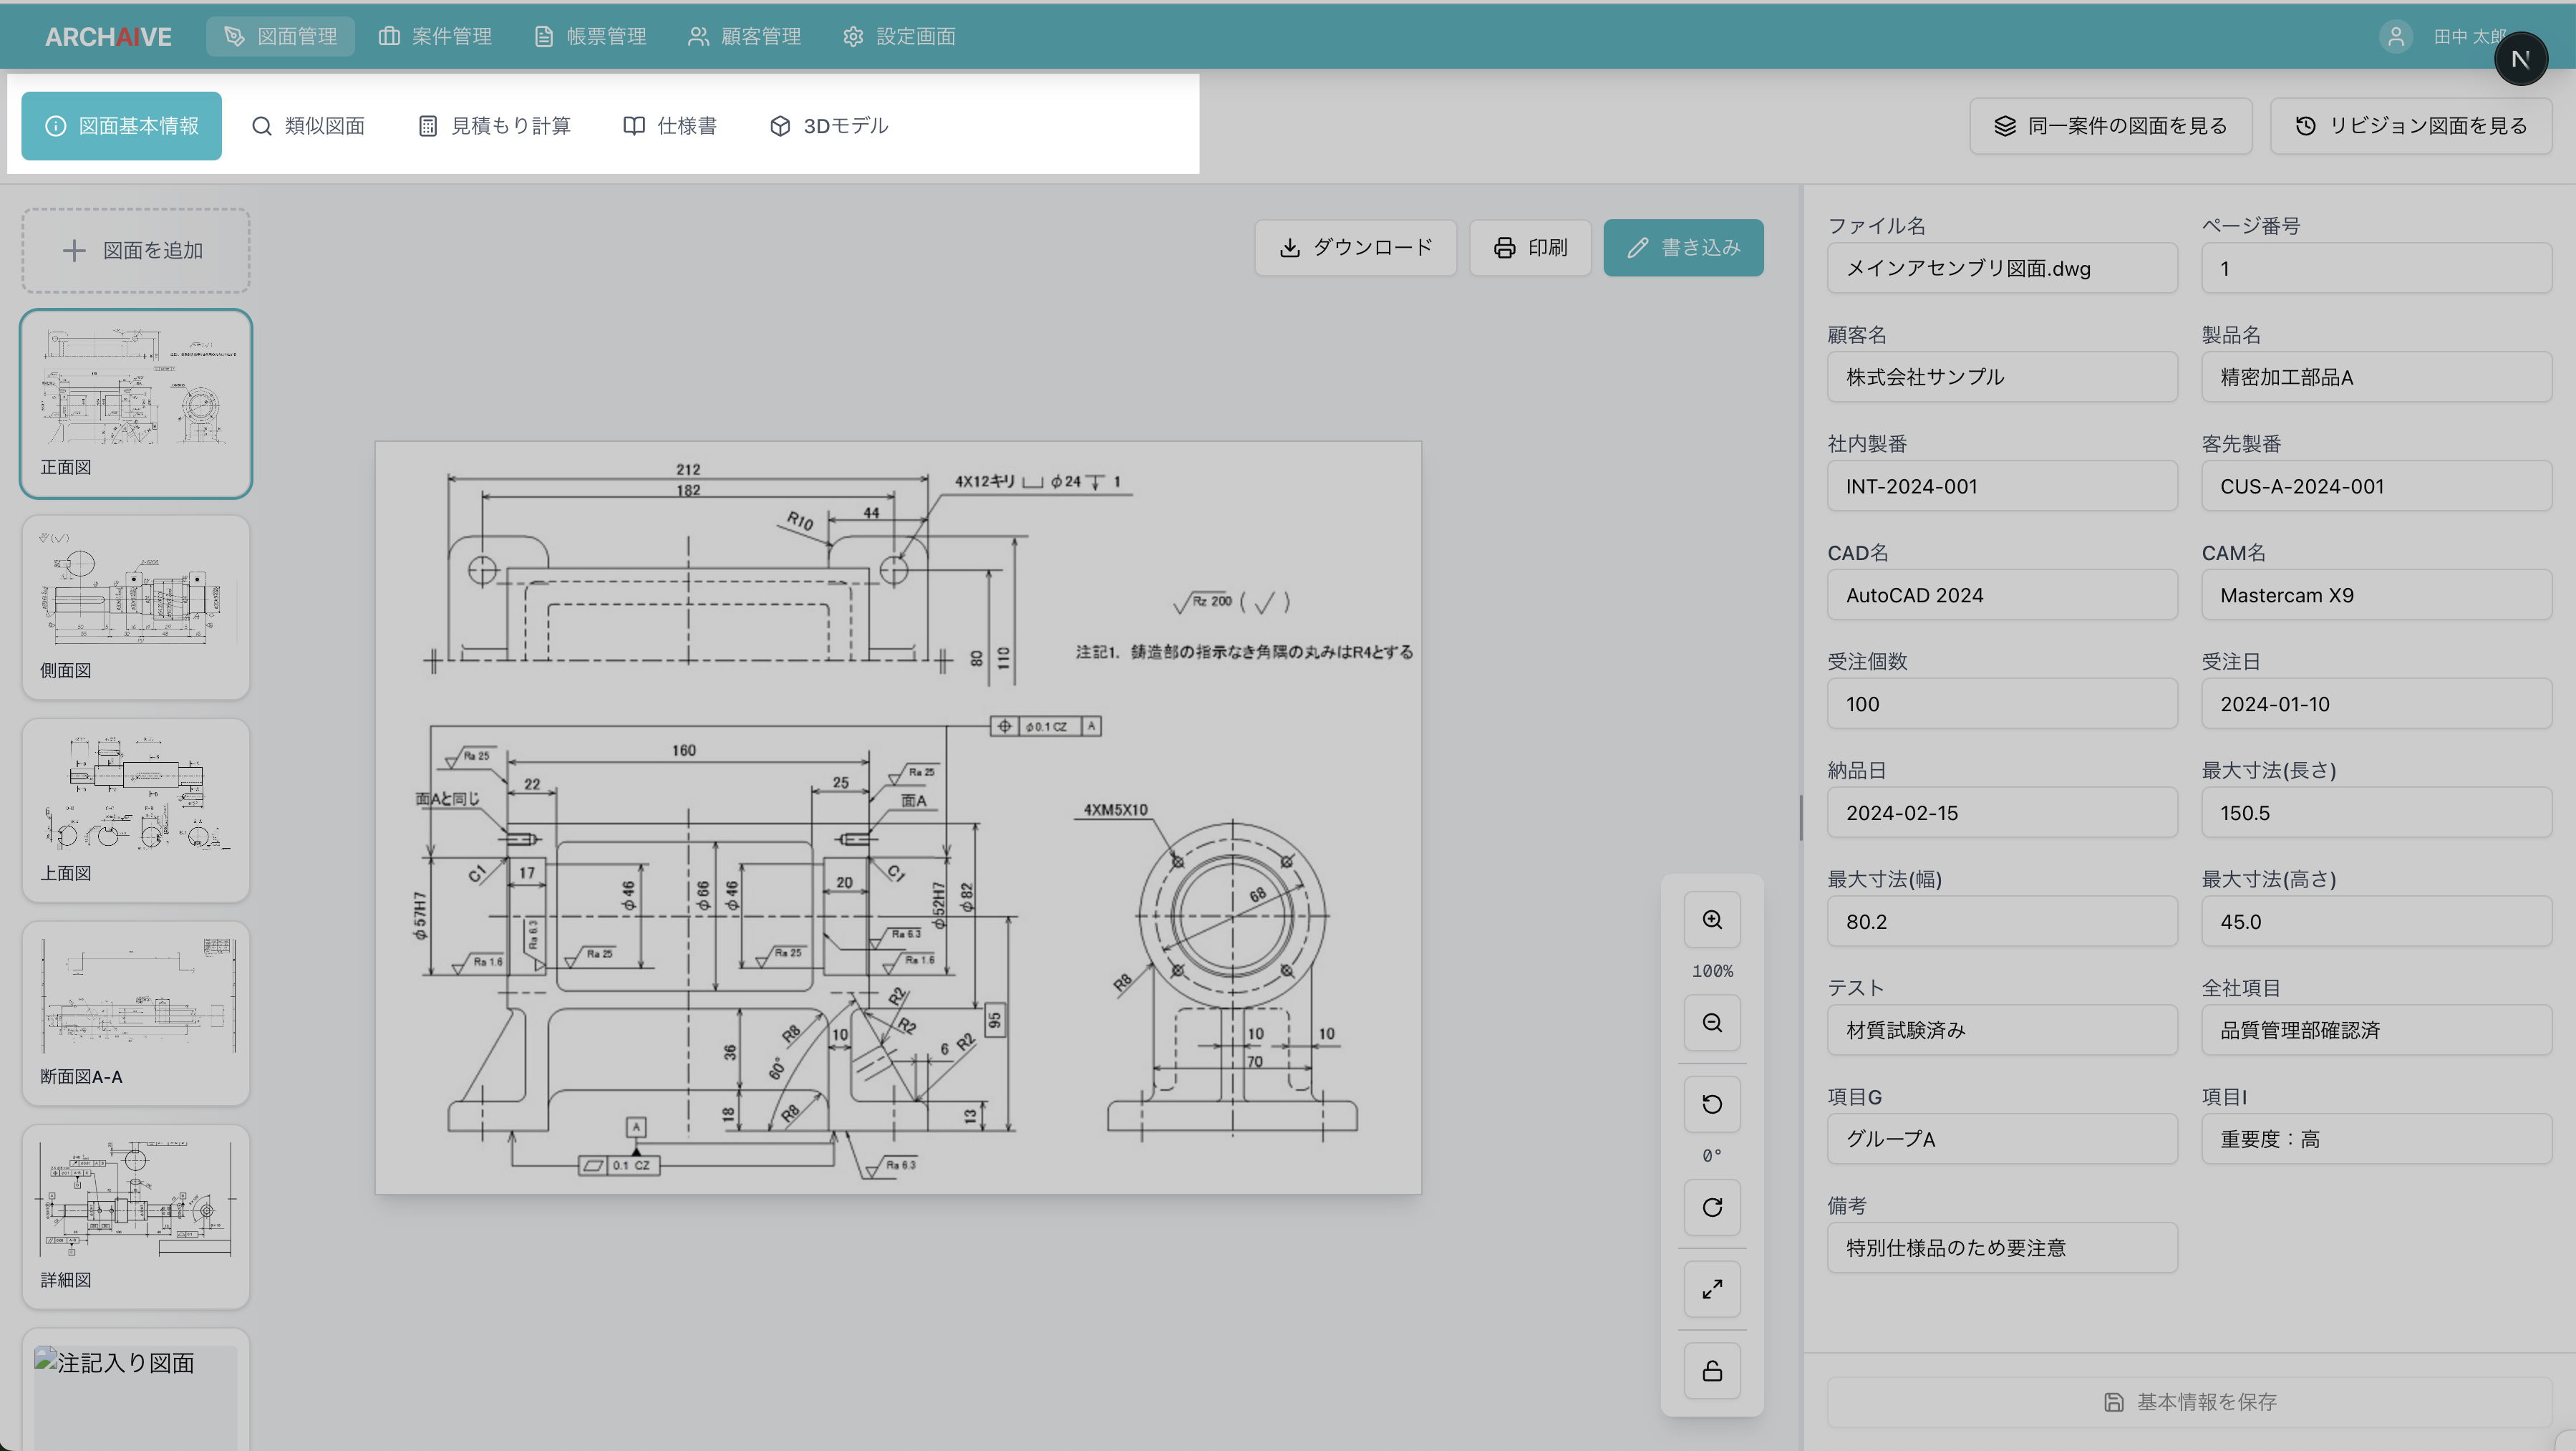 ARCHAIVE 図面管理 案件管理 帳票管理 顧客管理 設定画面 田中 太郎 N
図面基本情報 類似図面 見積もり計算 仕様書 3Dモデル 同一案件の図面を見る リビジョン図面を見る
図面を追加
正面図
側面図
上面図
断面図A-A
詳細図
注記入り図面
ダウンロード 印刷 書き込み
212
182
4X12キリ ⌴ φ24 ↧ 1
R10
44
80
110
Rz 200 ( √ )
注記1. 鋳造部の指示なき角隅の丸みはR4とする
φ0.1 CZ A
160
Ra 25
Ra 25
22
25
面Aと同じ
面A
4XM5X10
C1
17
φ46
φ66
φ46
20
C1
φ57H7
φ52H7
φ82
68
Ra 6.3
Ra 6.3
Ra 1.6
Ra 25
Ra 25
Ra 1.6
R8
R2
R2
R2
95
R8
10
6
36
60°
10
10
70
18
R8
13
A
0.1 CZ
Ra 6.3
100%
0°
ファイル名 ページ番号
メインアセンブリ図面.dwg 1
顧客名 製品名
株式会社サンプル 精密加工部品A
社内製番 客先製番
INT-2024-001 CUS-A-2024-001
CAD名 CAM名
AutoCAD 2024 Mastercam X9
受注個数 受注日
100 2024-01-10
納品日 最大寸法(長さ)
2024-02-15 150.5
最大寸法(幅) 最大寸法(高さ)
80.2 45.0
テスト 全社項目
材質試験済み 品質管理部確認済
項目G 項目I
グループA 重要度：高
備考
特別仕様品のため要注意
基本情報を保存